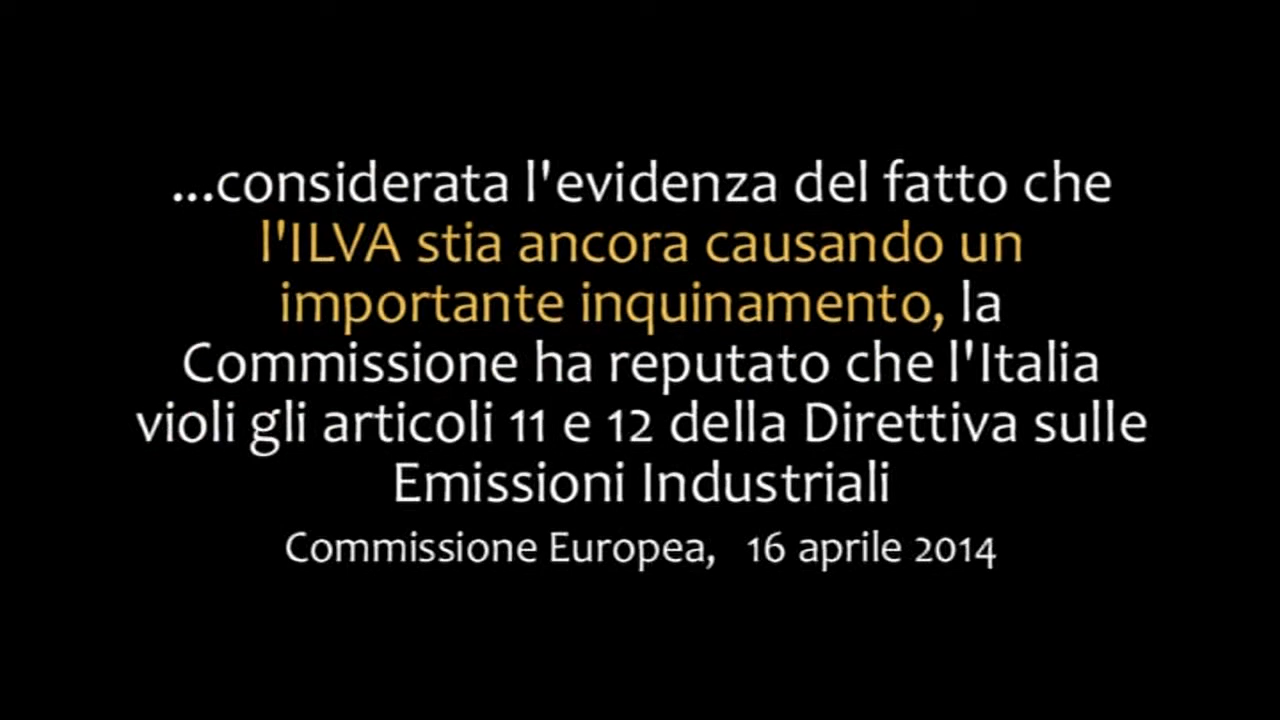 ...considerata l'evidenza del fatto che
l'ILVA stia ancora causando un
importante inquinamento, la
Commissione ha reputato che l'Italia
violi gli articoli 11 e 12 della Direttiva sulle
Emissioni Industriali
Commissione Europea, 16 aprile 2014